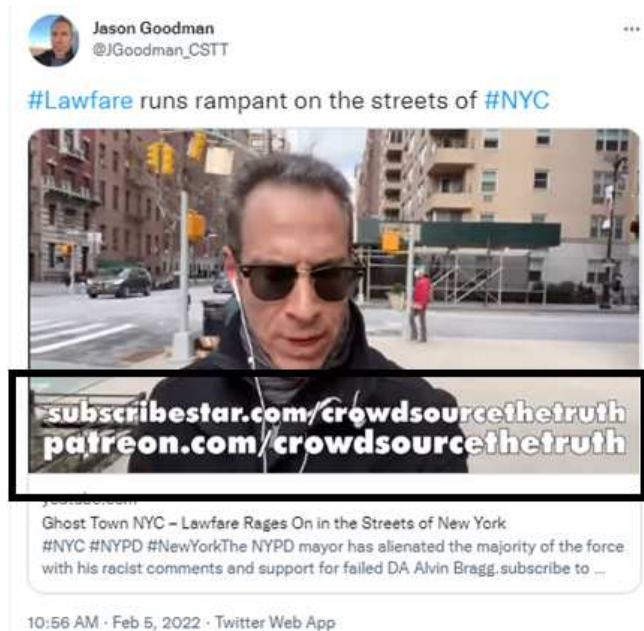 Jason Goodman
@JGoodman_CSTT
#Lawfare runs rampant on the streets of #NYC
subscribestar.com/crowdsourcethetruth
patreon.com/crowdsourcethetruth
youtube.com
Ghost Town NYC – Lawfare Rages On in the Streets of New York
#NYC #NYPD #NewYorkThe NYPD mayor has alienated the majority of the force
with his racist comments and support for failed DA Alvin Bragg.subscribe to ...
10:56 AM · Feb 5, 2022 · Twitter Web App